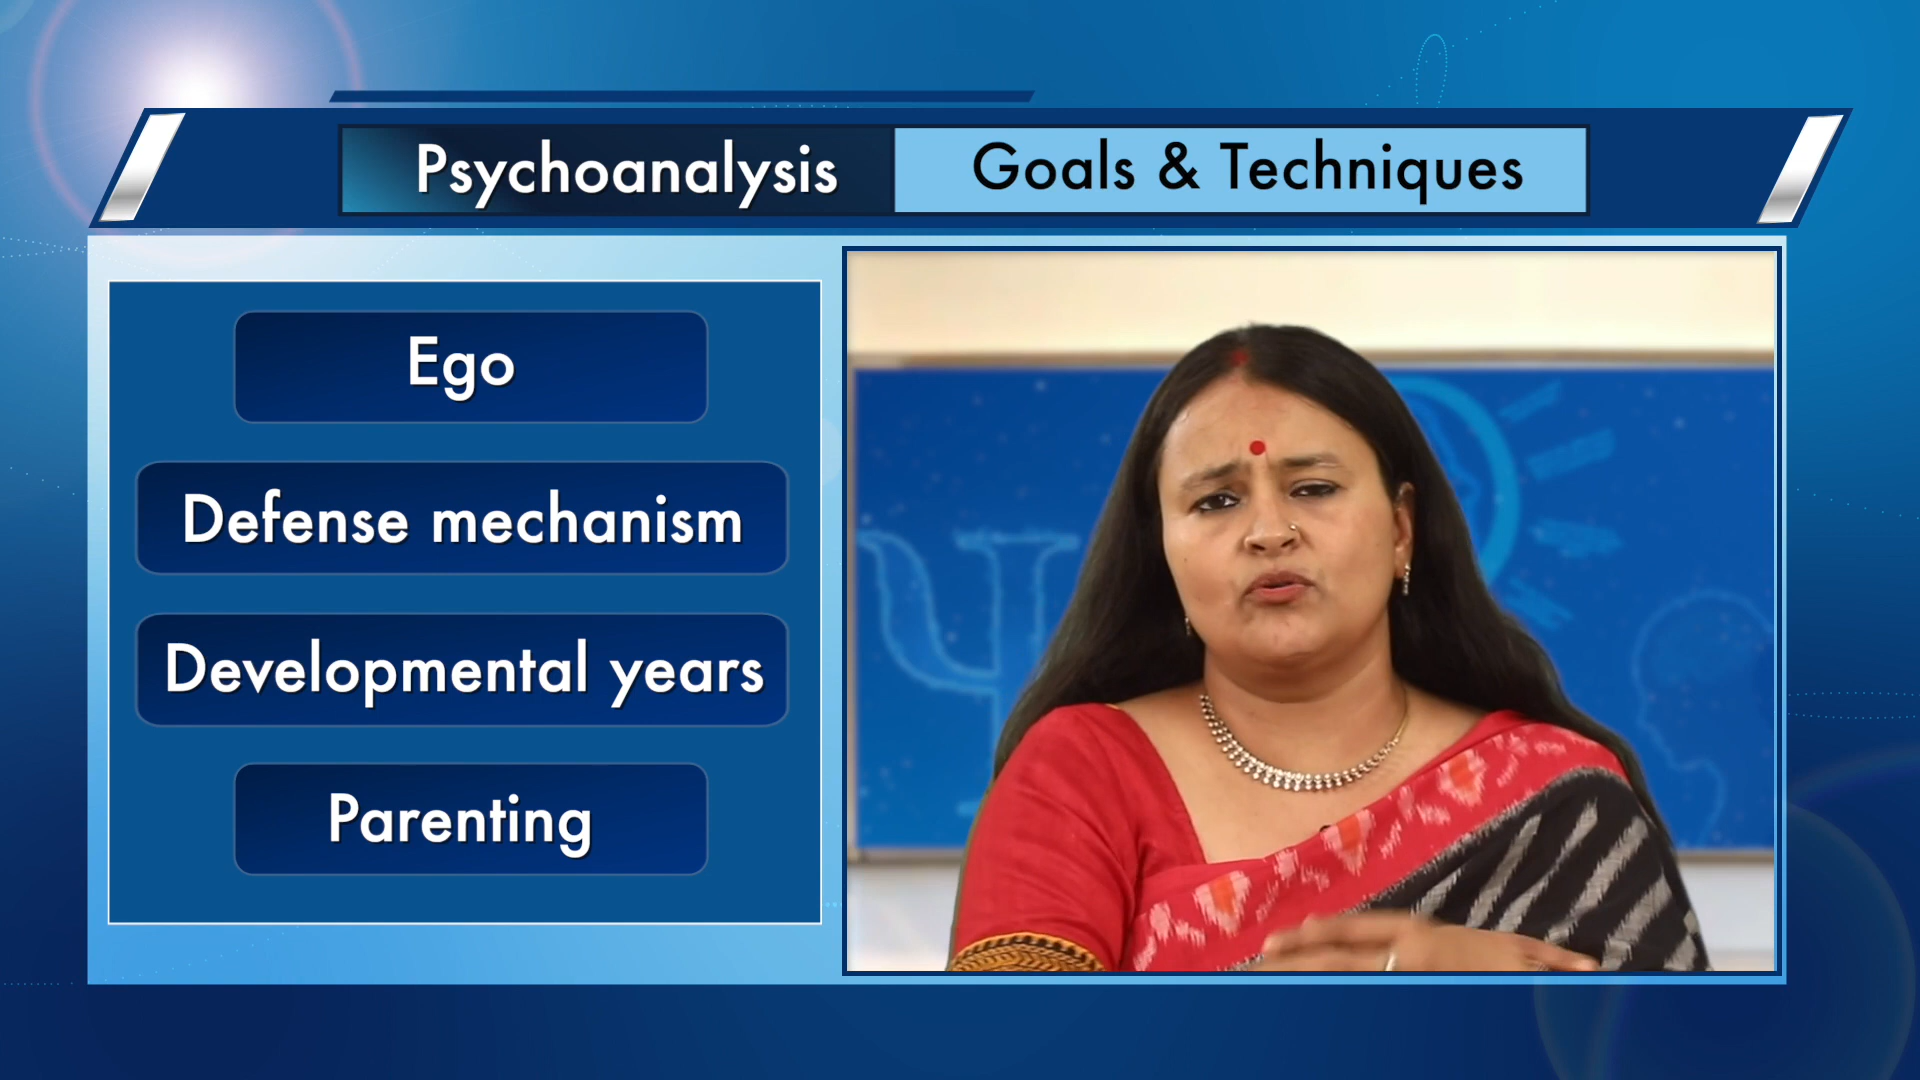 Psychoanalysis
Goals & Techniques
Ego
Defense mechanism
Developmental years
Parenting